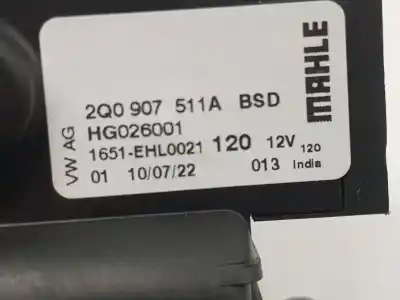 2Q0 907 511A BSD
HG026001
1651-EHL0021 120 12V 120
01 10/07/22 013 India
VW AG
MAHLE